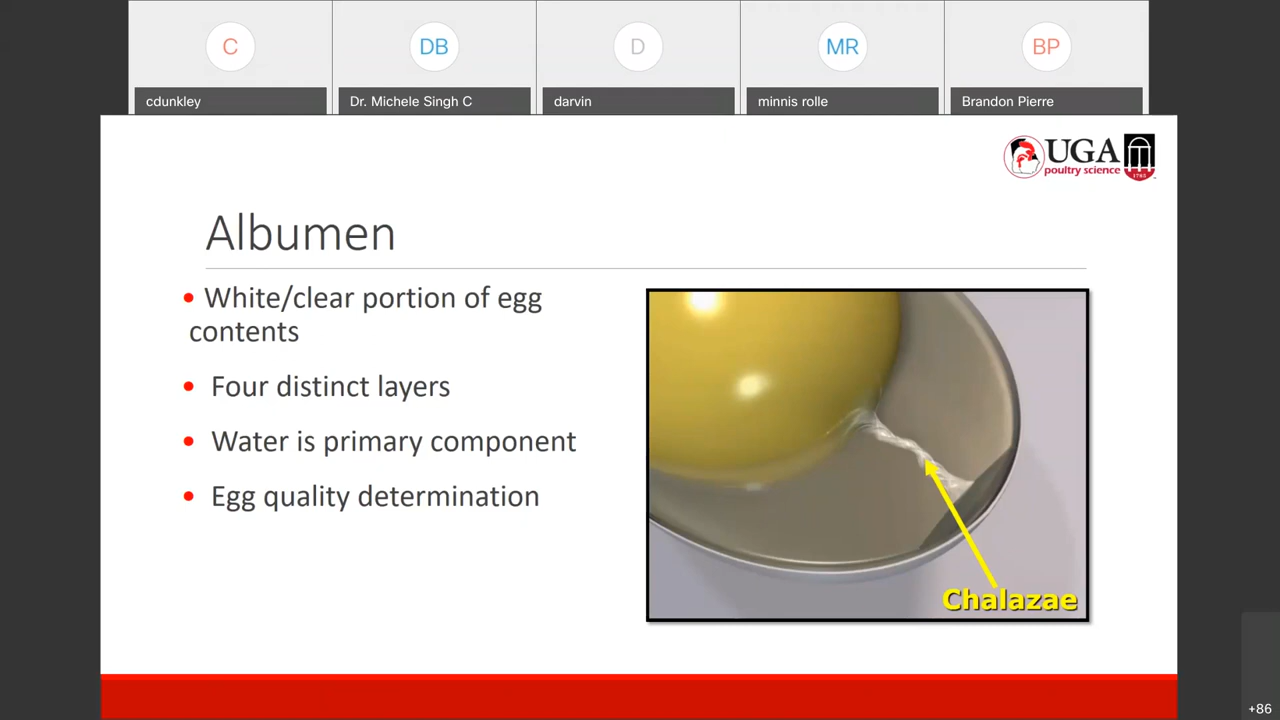 C
DB
D
MR
BP
cdunkley
Dr. Michele Singh C
darvin
minnis rolle
Brandon Pierre
UGA
poultry science
1785
Albumen
• White/clear portion of egg
contents
• Four distinct layers
• Water is primary component
• Egg quality determination
Chalazae
+86